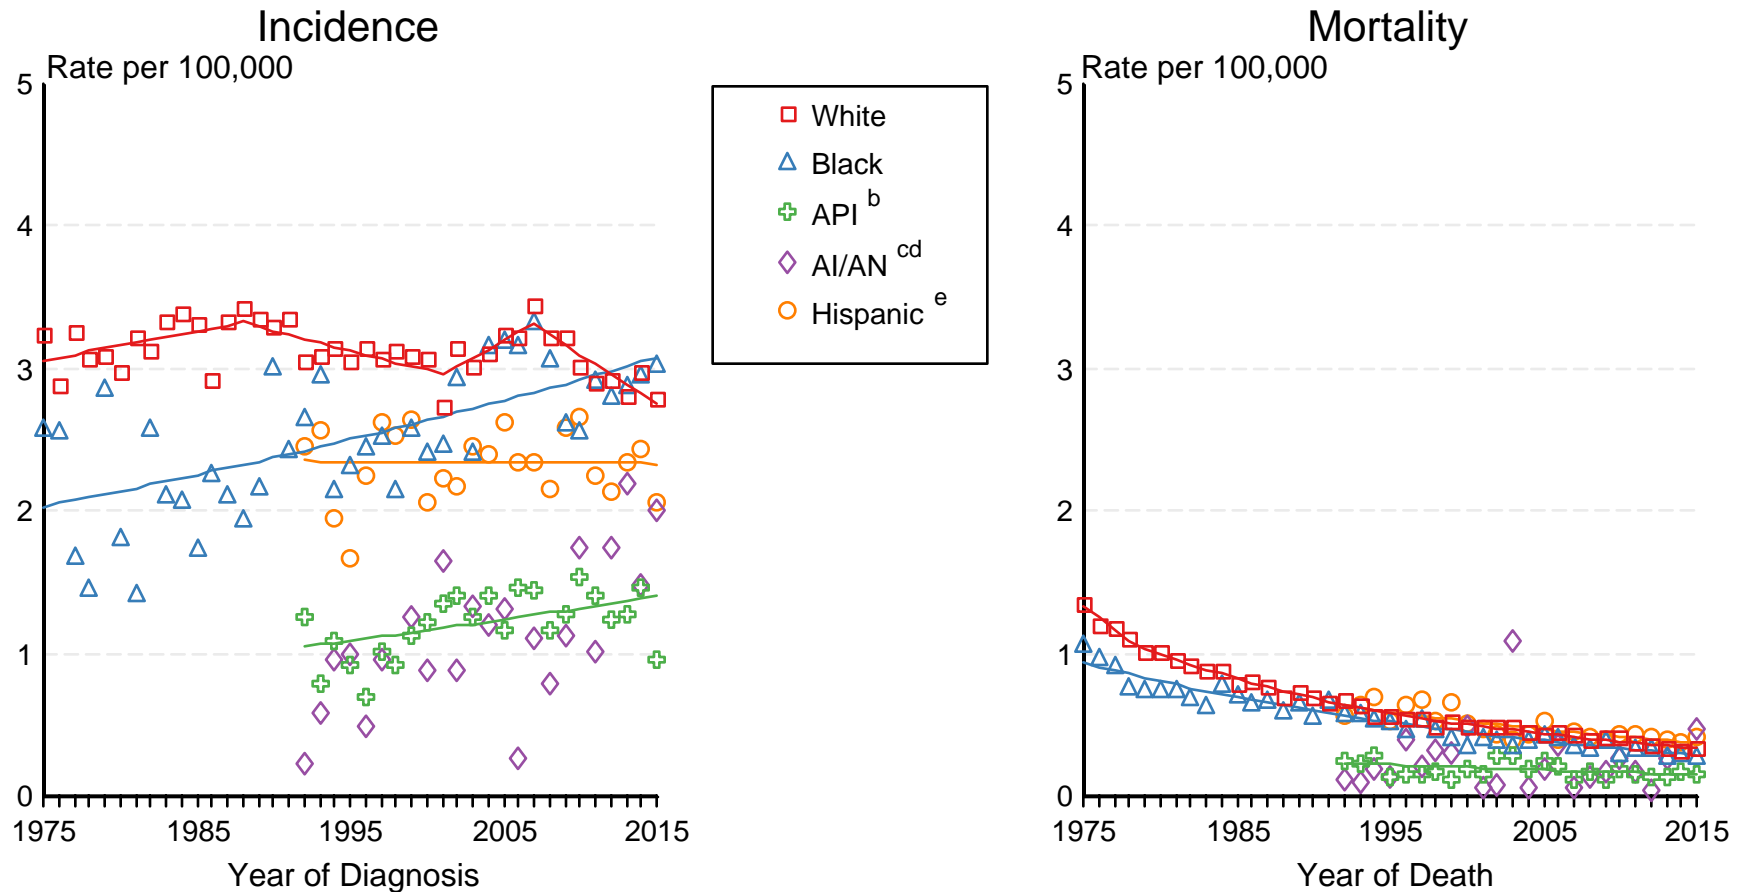 Incidence
Rate per 100,000
5
4
3
2
1
0
1975 1985 1995 2005 2015
Year of Diagnosis
White
Black
API b
AI/AN cd
Hispanic e
Mortality
Rate per 100,000
5
4
3
2
1
0
1975 1985 1995 2005 2015
Year of Death